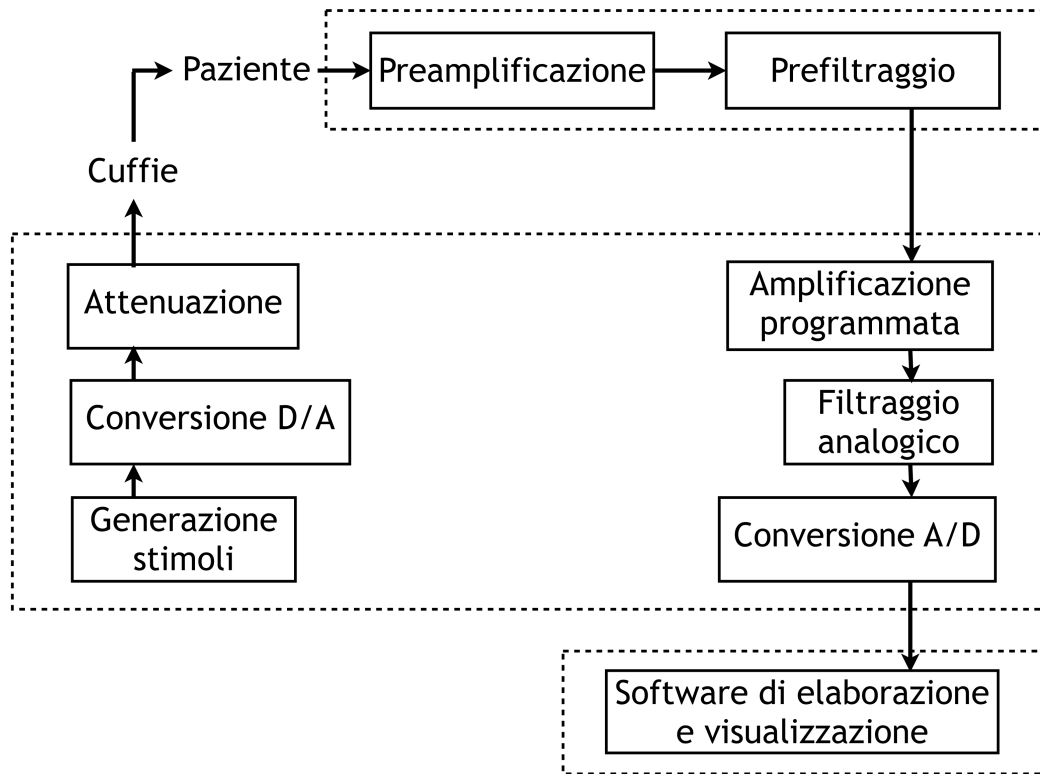 Paziente
Preamplificazione
Prefiltraggio
Cuffie
Attenuazione
Amplificazione
programmata
Conversione D/A
Filtraggio
analogico
Generazione
stimoli
Conversione A/D
Software di elaborazione
e visualizzazione